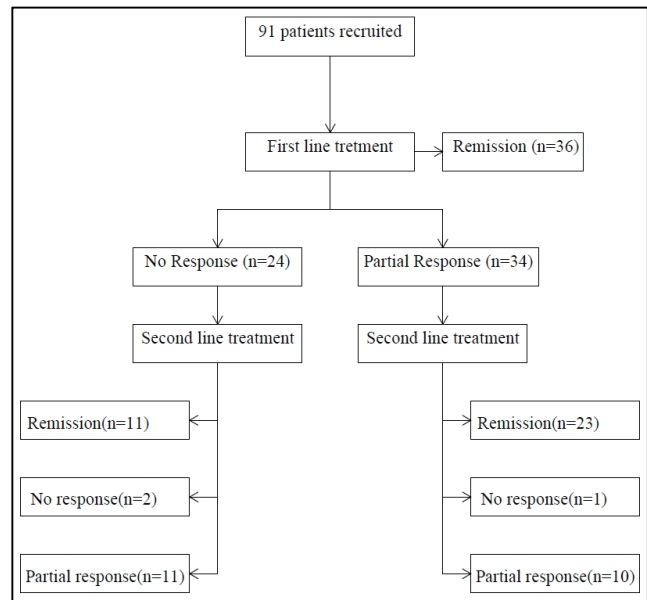 91 patients recruited
First line tretment
Remission (n=36)
No Response (n=24)
Partial Response (n=34)
Second line treatment
Second line treatment
Remission(n=11)
Remission(n=23)
No response(n=2)
No response(n=1)
Partial response(n=11)
Partial response(n=10)